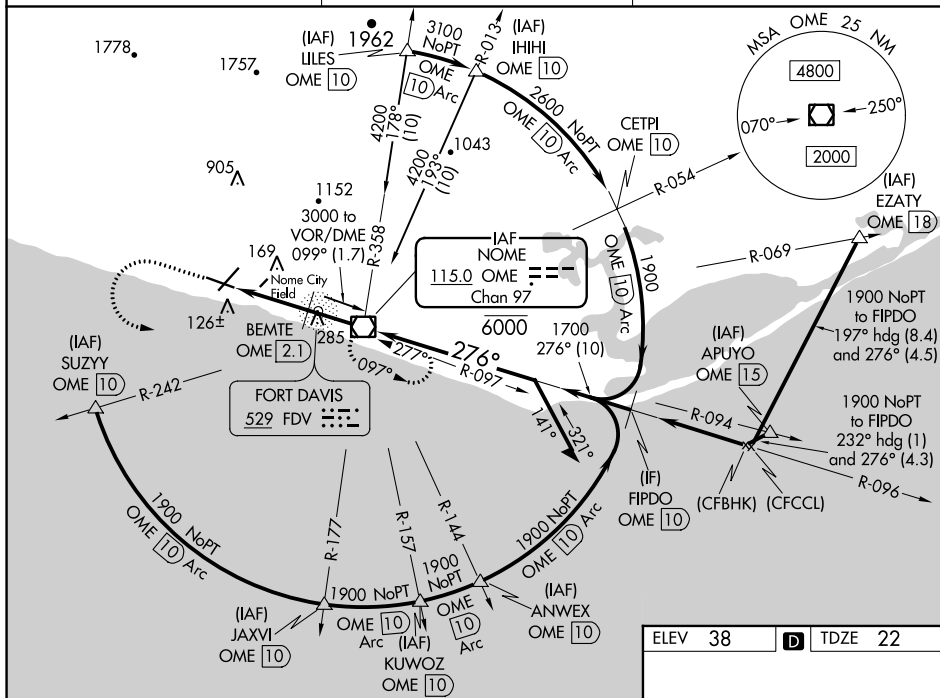 1778
1757
(IAF)
LILES
OME 10
1962
3100
NoPT
OME
10 Arc
R-013
(IAF)
IHIHI
OME 10
2600 NoPT
OME 10 Arc
CETPI
OME 10
MSA OME 25 NM
4800
070°
250°
2000
4200
178°
(10)
4200
193°
(10)
1043
905
1152
3000 to
VOR/DME
099° (1.7)
R-358
R-054
(IAF)
EZATY
OME 18
R-069
IAF
NOME
115.0 OME
Chan 97
1900
OME 10 Arc
169
Nome City
Field
126±
BEMTE
OME 2.1
285
6000
1700
276° (10)
1900 NoPT
to FIPDO
197° hdg (8.4)
and 276° (4.5)
(IAF)
SUZYY
OME 10
R-242
277°
097°
276°
R-097
(IAF)
APUYO
OME 15
FORT DAVIS
529 FDV
141°
321°
R-094
1900 NoPT
to FIPDO
232° hdg (1)
and 276° (4.3)
R-096
(IF)
FIPDO
OME 10
(CFBHK)
(CFCCL)
1900 NoPT
OME 10 Arc
R-177
R-157
R-144
1900 NoPT
OME 10 Arc
1900 NoPT
OME 10
Arc
1900
NoPT
OME
10
Arc
(IAF)
JAXVI
OME 10
(IAF)
KUWOZ
OME 10
(IAF)
ANWEX
OME 10
ELEV 38 D TDZE 22